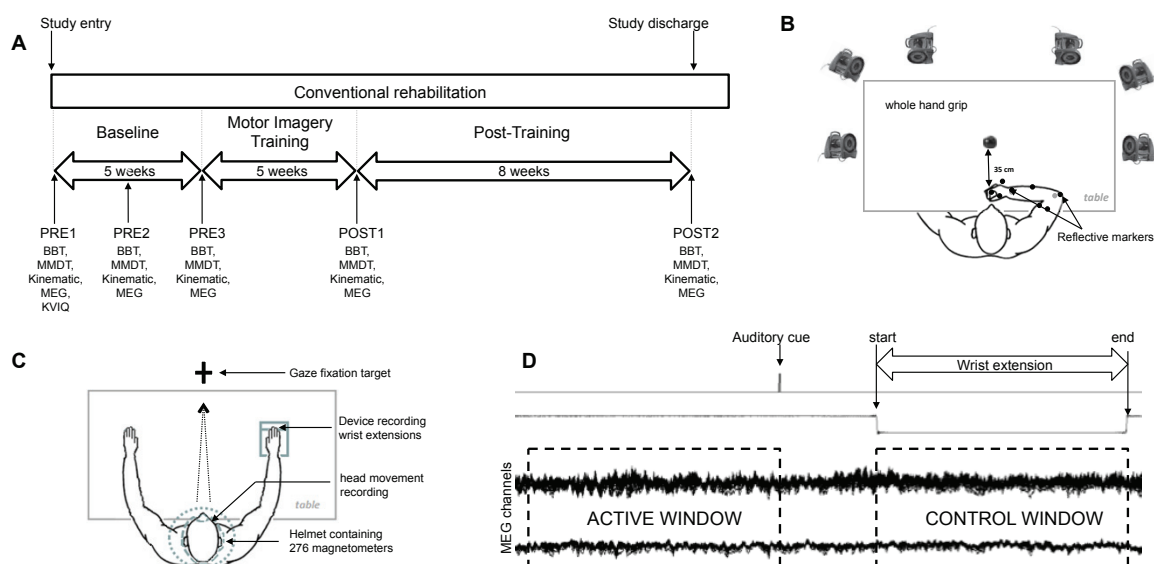 A
Study entry
Study discharge
Conventional rehabilitation
Baseline
Motor Imagery
Training
Post-Training
5 weeks
5 weeks
8 weeks
PRE1
BBT,
MMDT,
Kinematic,
MEG,
KVIQ
PRE2
BBT,
MMDT,
Kinematic,
MEG
PRE3
BBT,
MMDT,
Kinematic,
MEG
POST1
BBT,
MMDT,
Kinematic,
MEG
POST2
BBT,
MMDT,
Kinematic,
MEG
B
whole hand grip
35 cm
table
Reflective markers
C
Gaze fixation target
Device recording
wrist extensions
head movement
recording
table
Helmet containing
276 magnetometers
D
Auditory cue
start
end
Wrist extension
MEG channels
ACTIVE WINDOW
CONTROL WINDOW